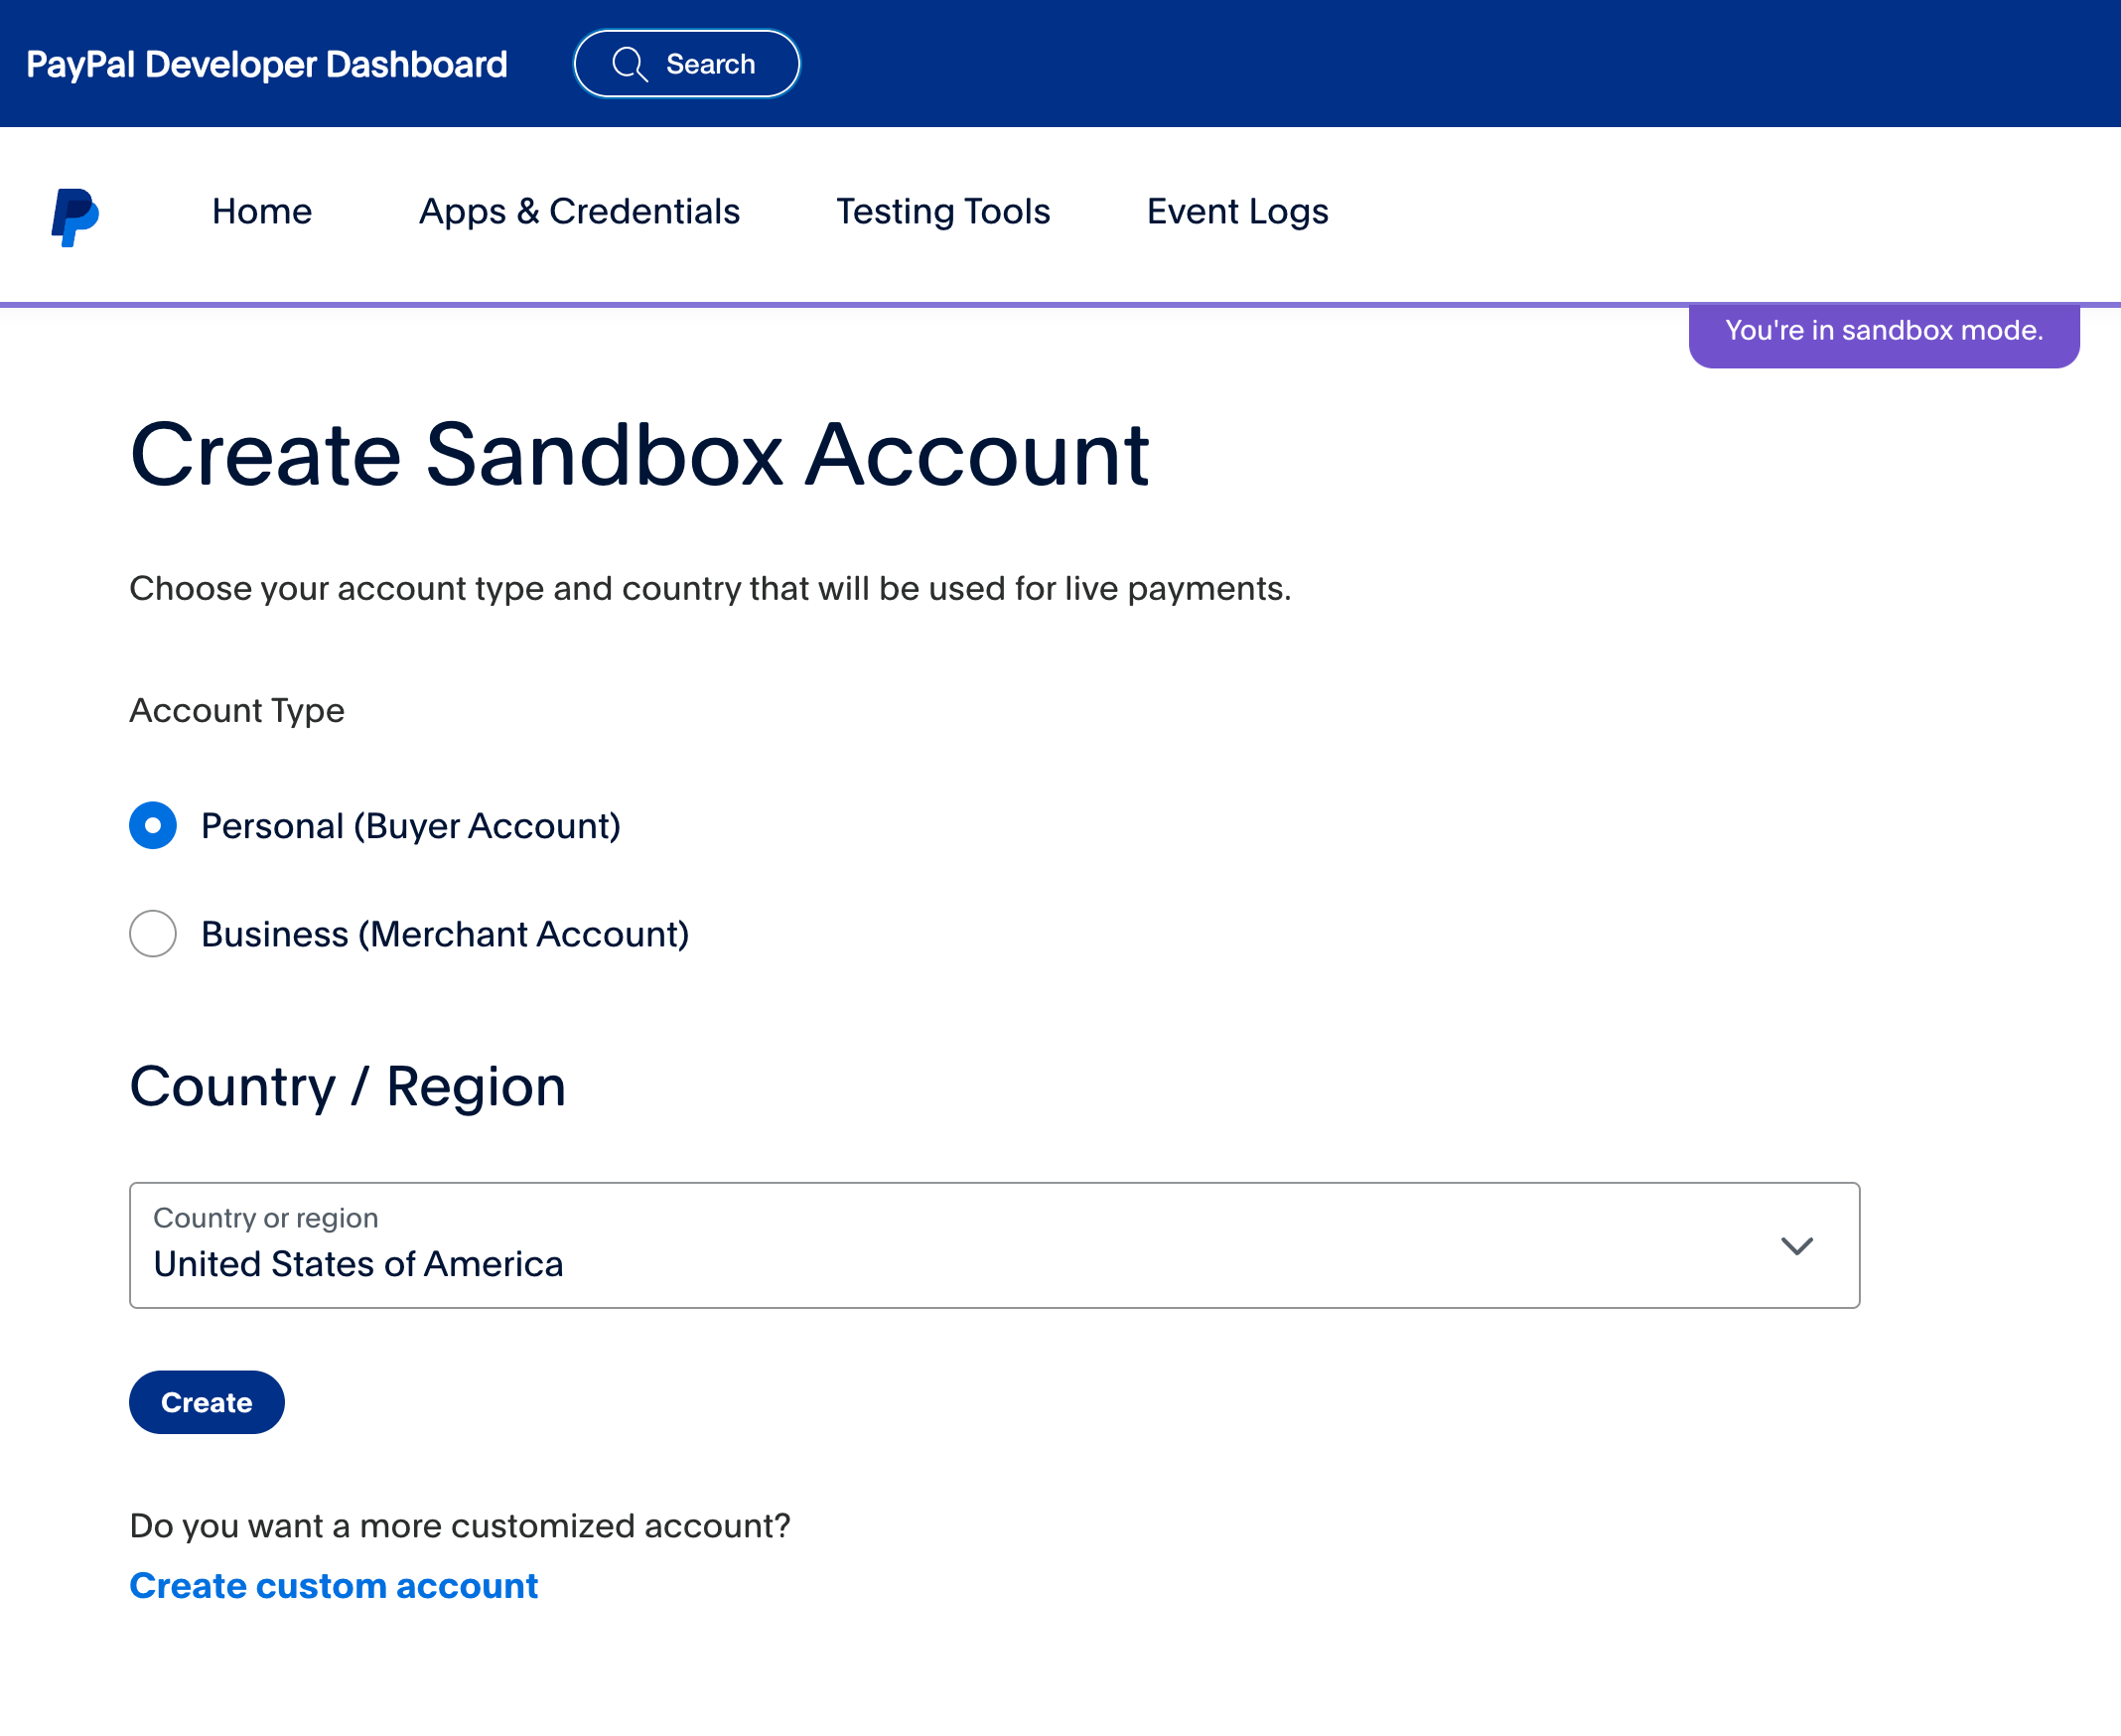 PayPal Developer Dashboard
Search
Home
Apps & Credentials
Testing Tools
Event Logs
You're in sandbox mode.
Create Sandbox Account
Choose your account type and country that will be used for live payments.
Account Type
Personal (Buyer Account)
Business (Merchant Account)
Country / Region
Country or region
United States of America
Create
Do you want a more customized account?
Create custom account